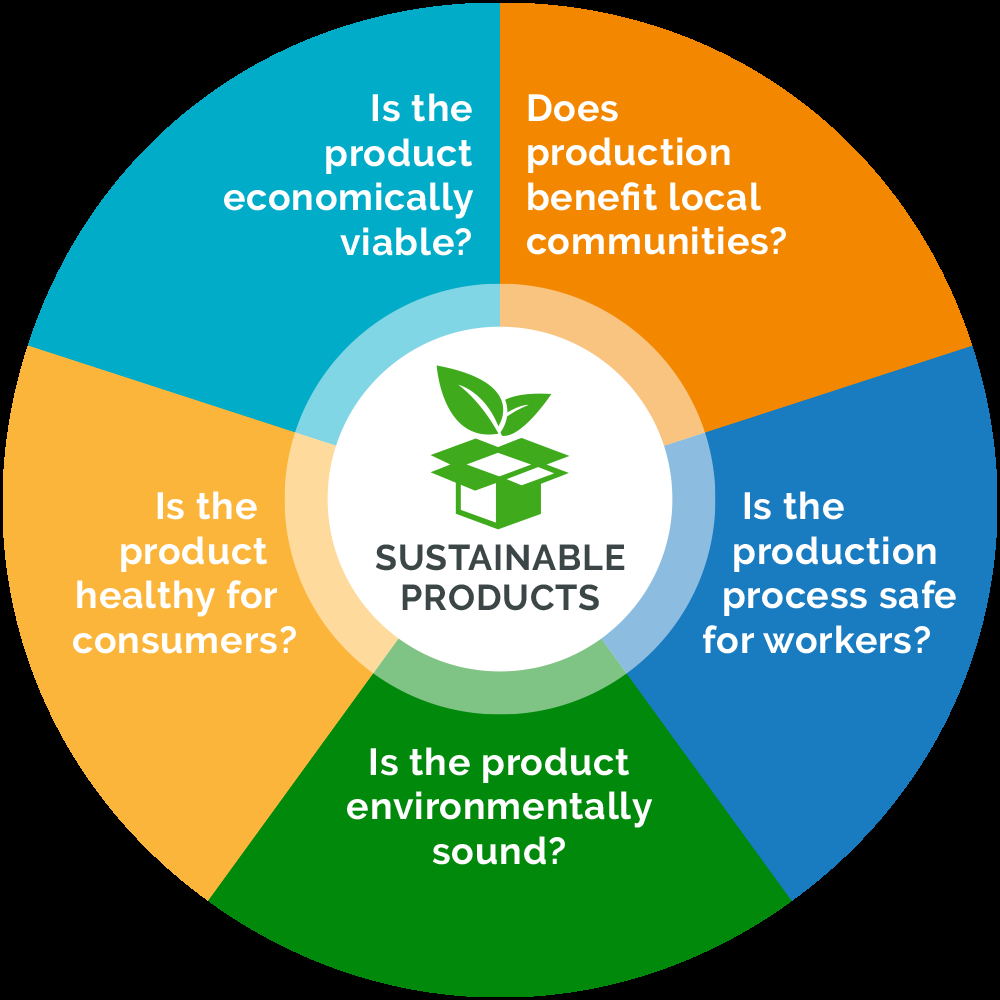 Is the
product
economically
viable?
Does
production
benefit local
communities?
Is the
product
healthy for
consumers?
SUSTAINABLE
PRODUCTS
Is the
production
process safe
for workers?
Is the product
environmentally
sound?